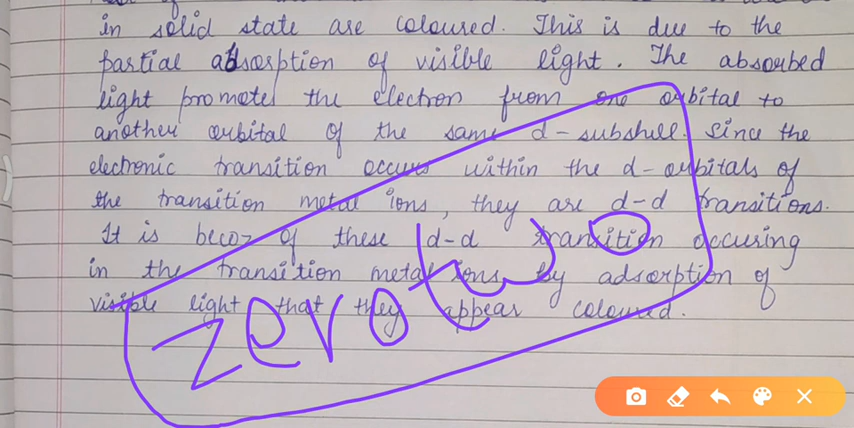 in solid state are coloured. This is due to the
partial adsorption of visible light. The absorbed
light promotes the electron from one orbital to
another orbital of the same d-subshell. Since the
electronic transition occurs within the d-orbitals of
the transition metal ions, they are d-d transitions.
It is becoz of these d-d transition occuring
in the transition metal ions by adsorption of
visible light that they appear coloured.
zero two